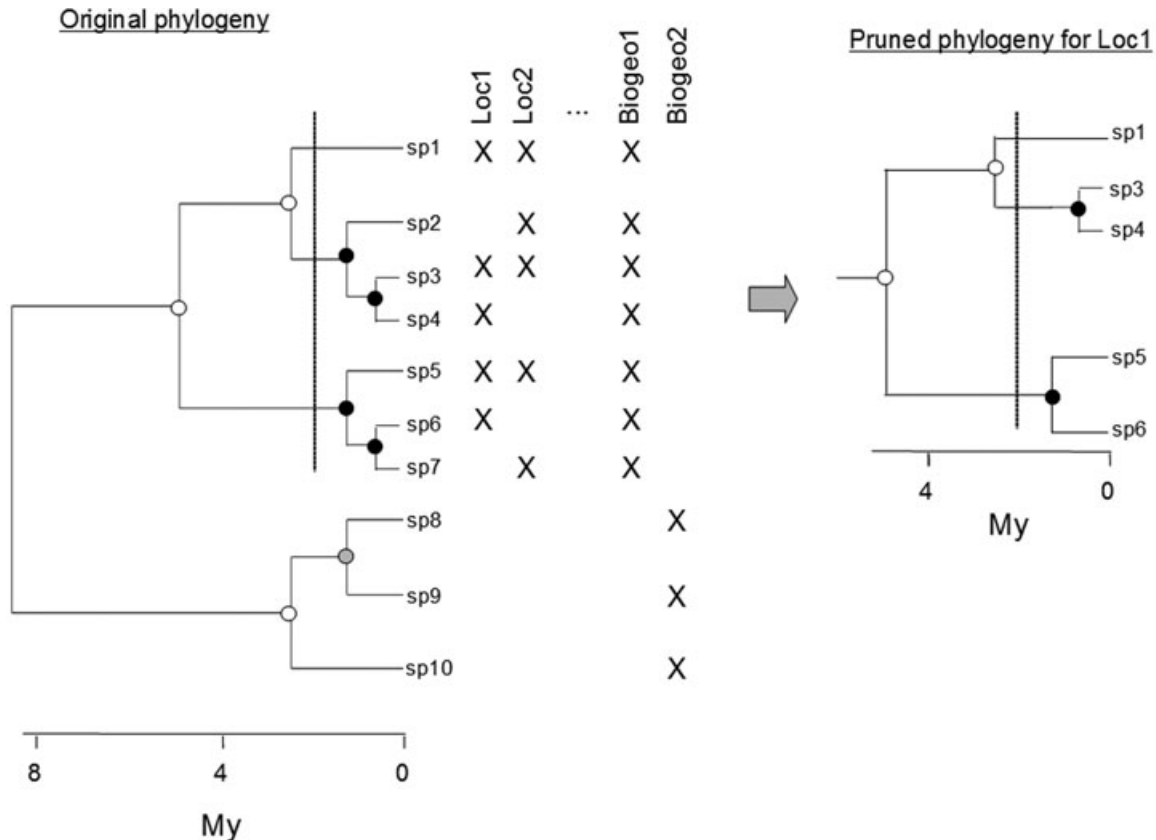 Original phylogeny
Pruned phylogeny for Loc1
Loc1
Loc2
...
Biogeo1
Biogeo2
sp1 X X X
sp2 X X
sp3 X X X
sp4 X X
sp5 X X X
sp6 X X
sp7 X X
sp8 X
sp9 X
sp10 X
8 4 0
My
sp1
sp3
sp4
sp5
sp6
4 0
My